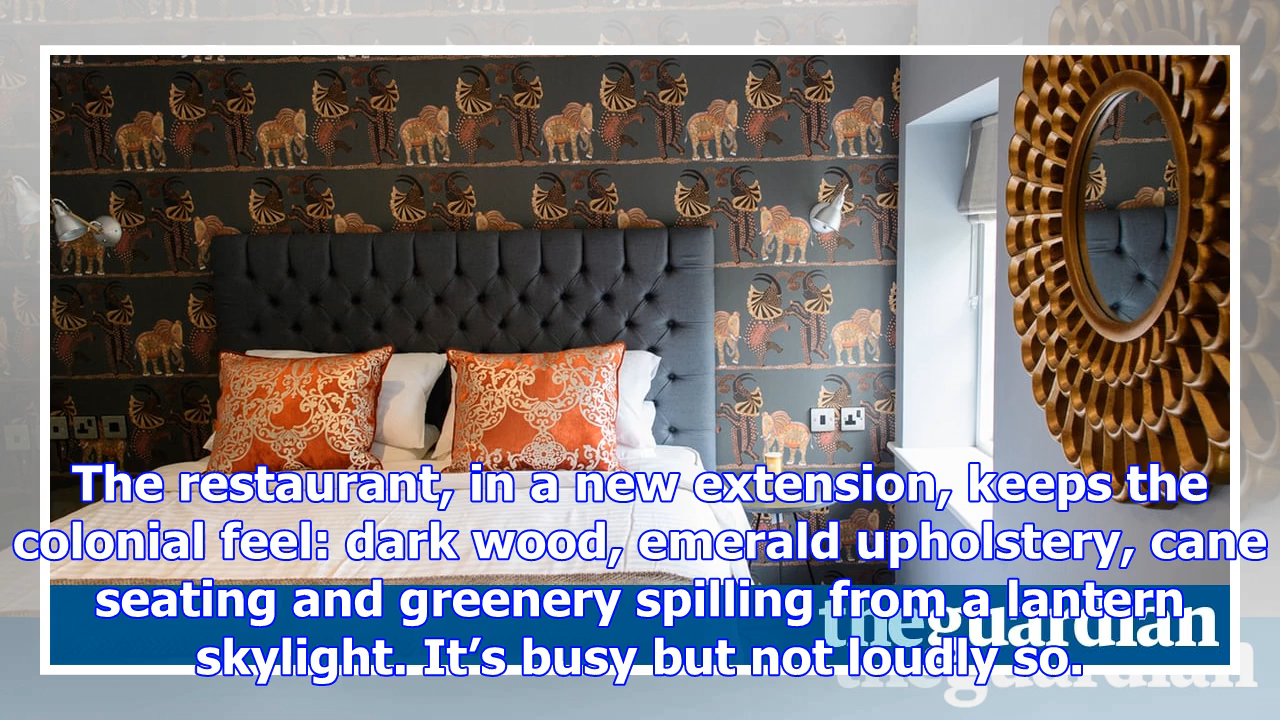 The restaurant, in a new extension, keeps the
colonial feel: dark wood, emerald upholstery, cane
seating and greenery spilling from a lantern
skylight. It’s busy but not loudly so.
theguardian
theguardian